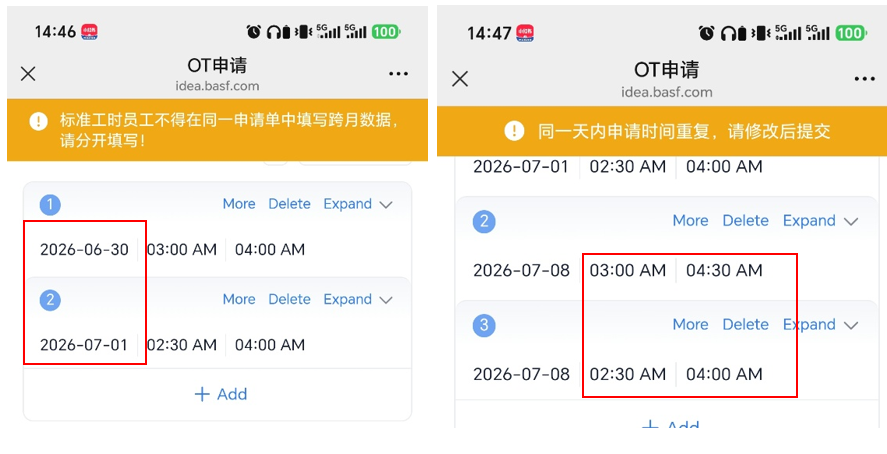 14:46 小红书 5G 5G 100
OT申请
idea.basf.com
标准工时员工不得在同一申请单中填写跨月数据，
请分开填写！
1 More Delete Expand
2026-06-30 03:00 AM 04:00 AM
2 More Delete Expand
2026-07-01 02:30 AM 04:00 AM
+ Add
14:47 小红书 5G 5G 100
OT申请
idea.basf.com
同一天内申请时间重复，请修改后提交
2026-07-01 02:30 AM 04:00 AM
2 More Delete Expand
2026-07-08 03:00 AM 04:30 AM
3 More Delete Expand
2026-07-08 02:30 AM 04:00 AM
+ Add